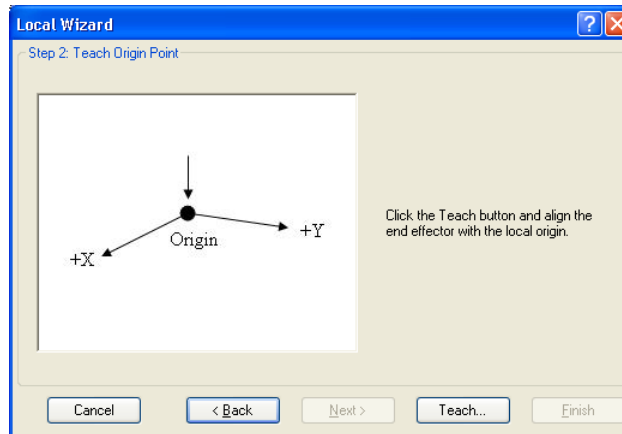 Local Wizard
Step 2: Teach Origin Point
+X
Origin
+Y
Click the Teach button and align the
end effector with the local origin.
Cancel
< Back
Next >
Teach...
Finish